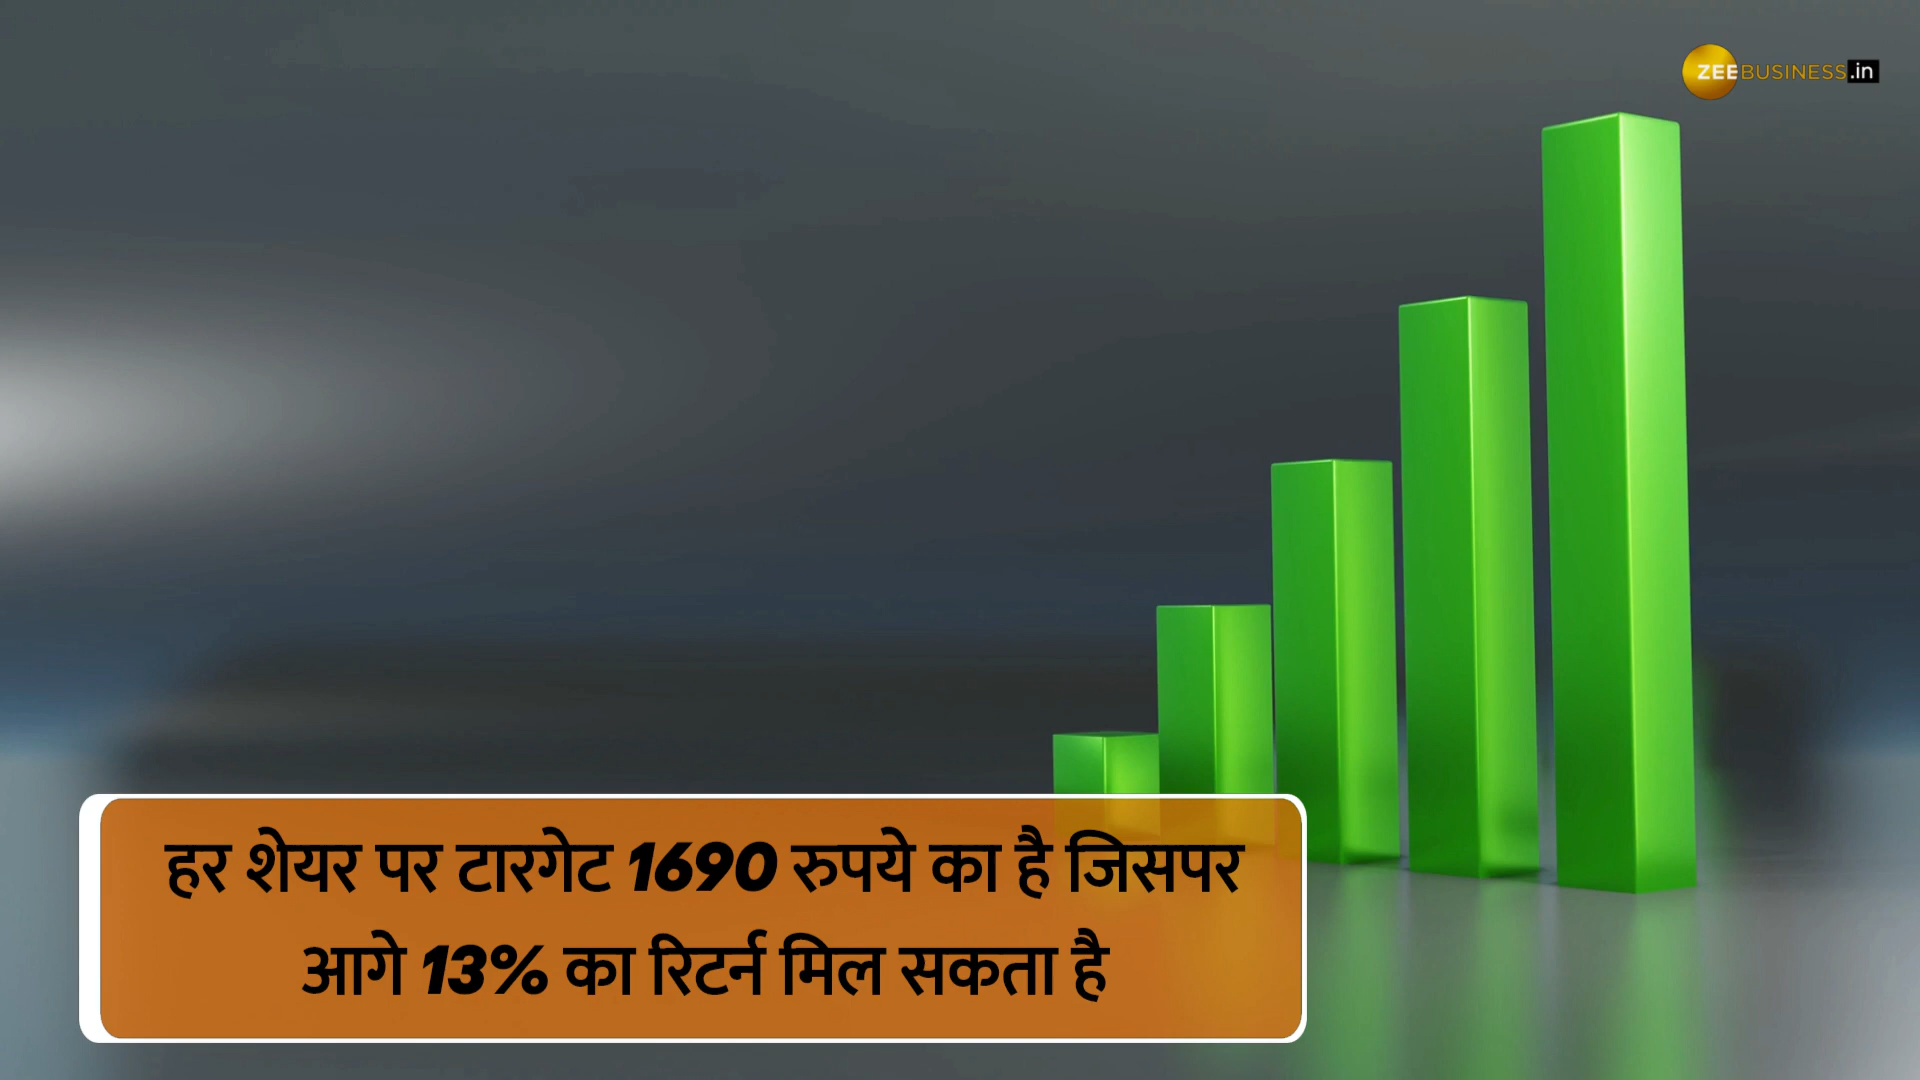 ZEEBUSINESS.in
हर शेयर पर टारगेट 1690 रुपये का है जिसपर
आगे 13% का रिटर्न मिल सकता है